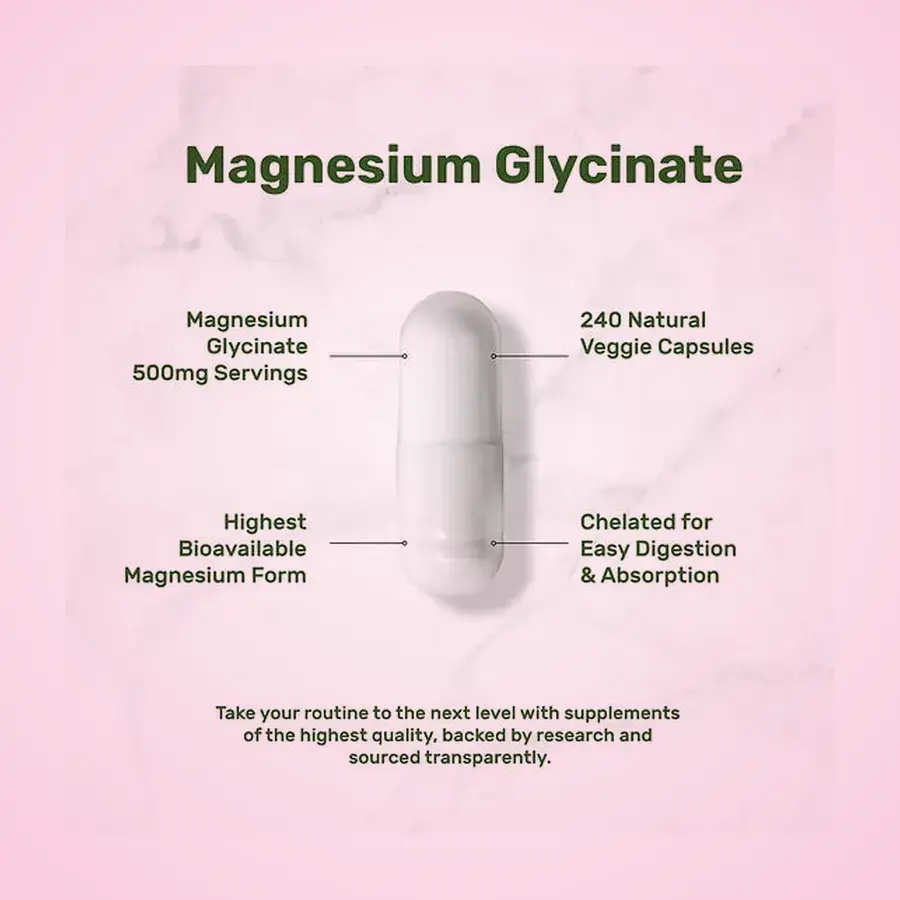 Magnesium Glycinate
Magnesium
Glycinate
500mg Servings
240 Natural
Veggie Capsules
Highest
Bioavailable
Magnesium Form
Chelated for
Easy Digestion
& Absorption
Take your routine to the next level with supplements
of the highest quality, backed by research and
sourced transparently.